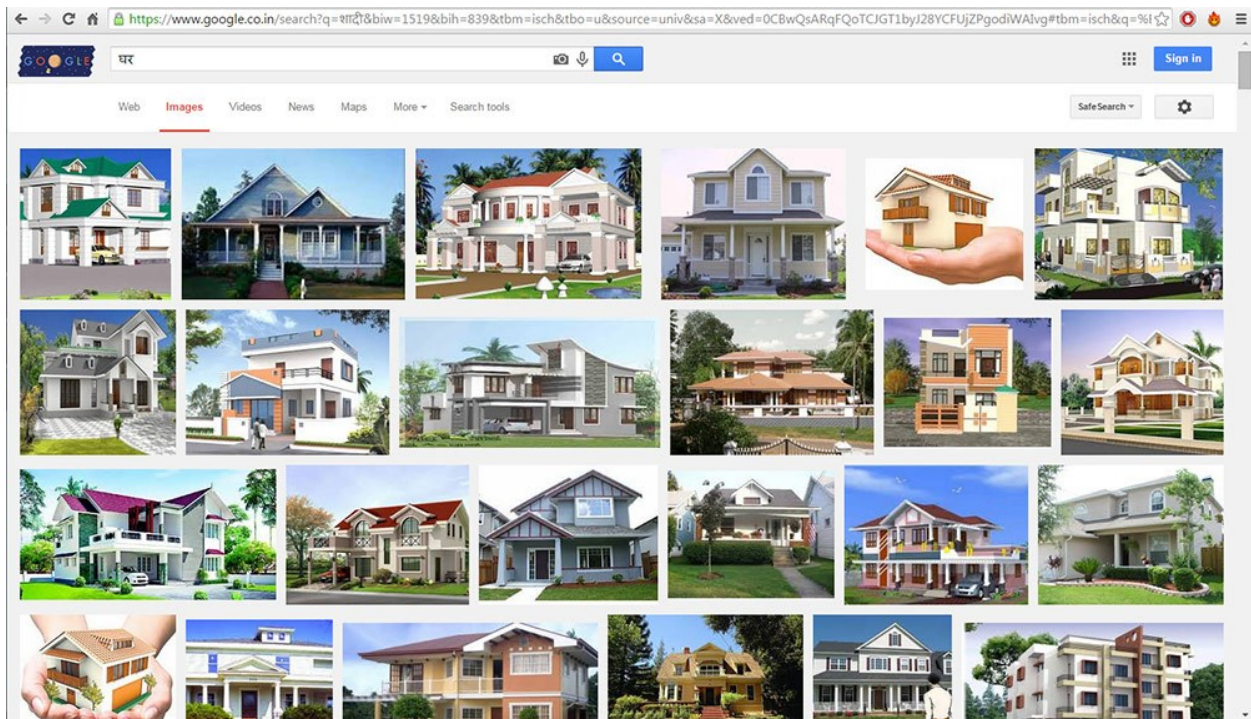 https://www.google.co.in/search?q=शादी&biw=1519&bih=839&tbm=isch&tbo=u&source=univ&sa=X&ved=0CBwQsARqFQoTCJGT1byJ28YCFUjZPgodiWAIvg#tbm=isch&q=%
GOOGLE
घर
Sign in
Web Images Videos News Maps More Search tools
SafeSearch